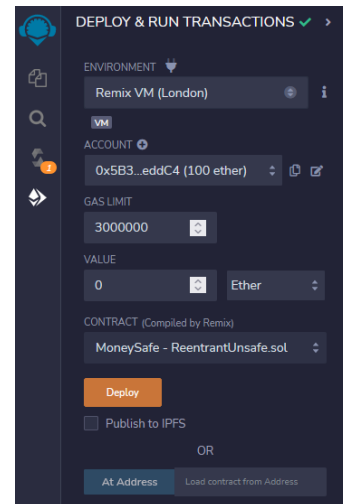 DEPLOY & RUN TRANSACTIONS
ENVIRONMENT
Remix VM (London)
VM
ACCOUNT
0x5B3...eddC4 (100 ether)
1
GAS LIMIT
3000000
VALUE
0
Ether
CONTRACT (Compiled by Remix)
MoneySafe - ReentrantUnsafe.sol
Deploy
Publish to IPFS
OR
At Address
Load contract from Address